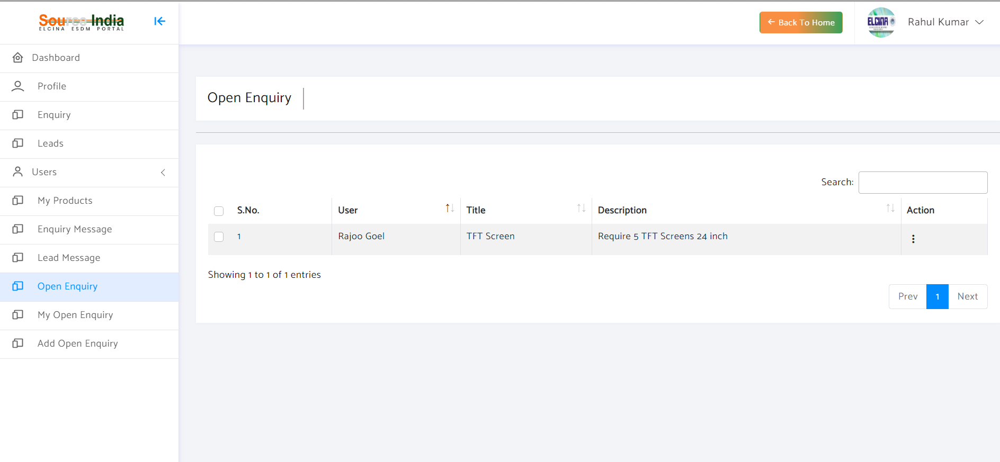 Source India
ELCINA ESDM PORTAL
Back To Home
ELCINA
Rahul Kumar
Dashboard
Profile
Enquiry
Leads
Users
My Products
Enquiry Message
Lead Message
Open Enquiry
My Open Enquiry
Add Open Enquiry
Open Enquiry
Search:
S.No. User Title Description Action
1 Rajoo Goel TFT Screen Require 5 TFT Screens 24 inch
Showing 1 to 1 of 1 entries
Prev 1 Next